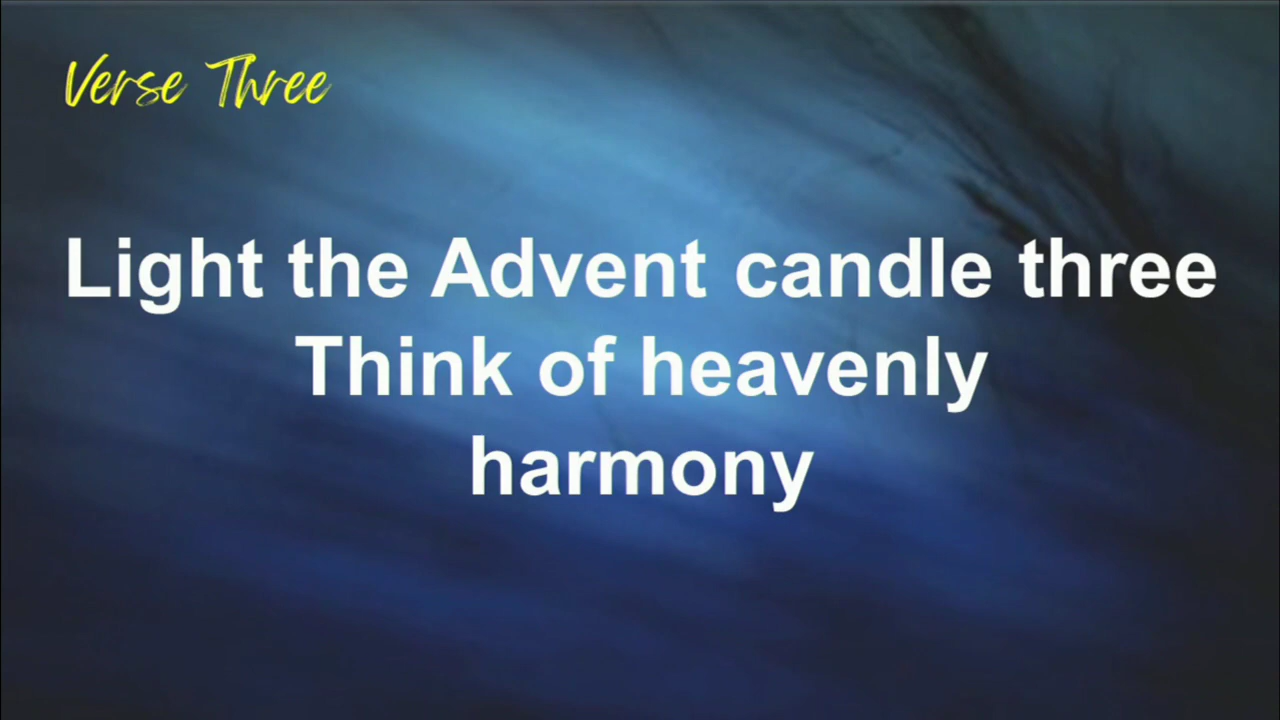 Verse Three
Light the Advent candle three
Think of heavenly
harmony